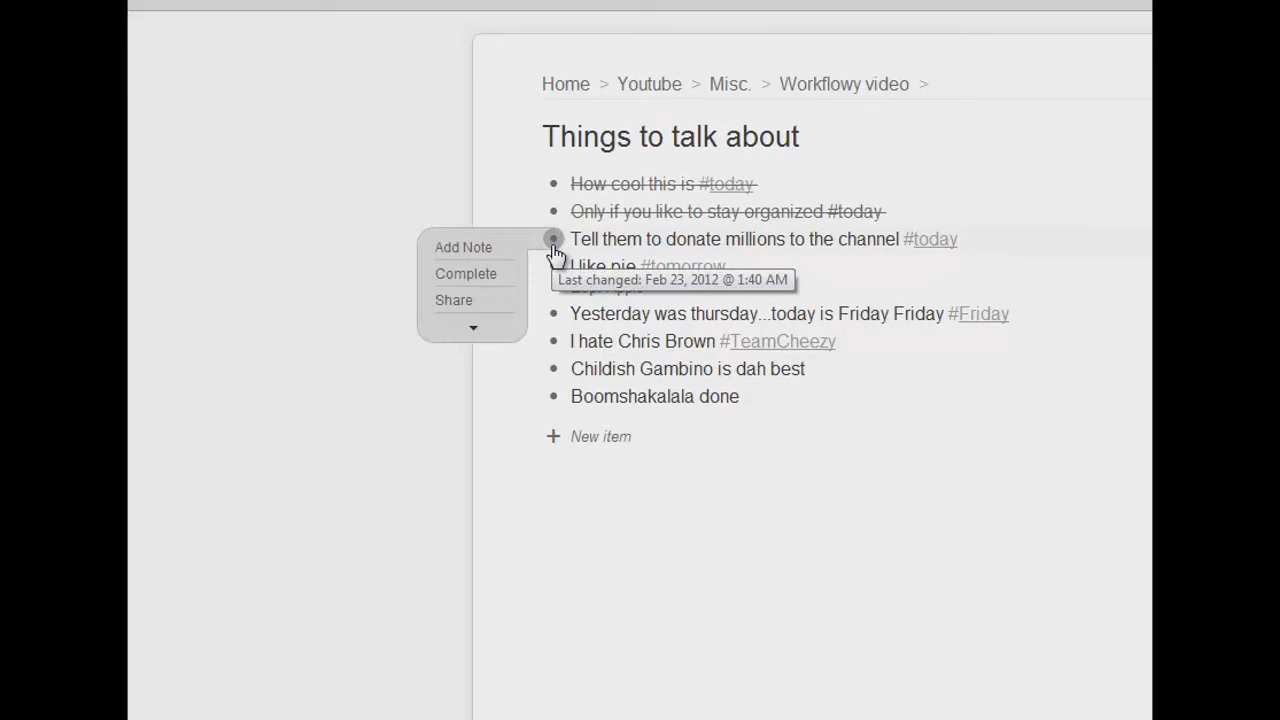 Home > Youtube > Misc. > Workflowy video >
Things to talk about
How cool this is #today
Only if you like to stay organized #today
Tell them to donate millions to the channel #today
I like pie #tomorrow
Yesterday was thursday...today is Friday Friday #Friday
I hate Chris Brown #TeamCheezy
Childish Gambino is dah best
Boomshakalala done
+ New item
Add Note
Complete
Share
Last changed: Feb 23, 2012 @ 1:40 AM